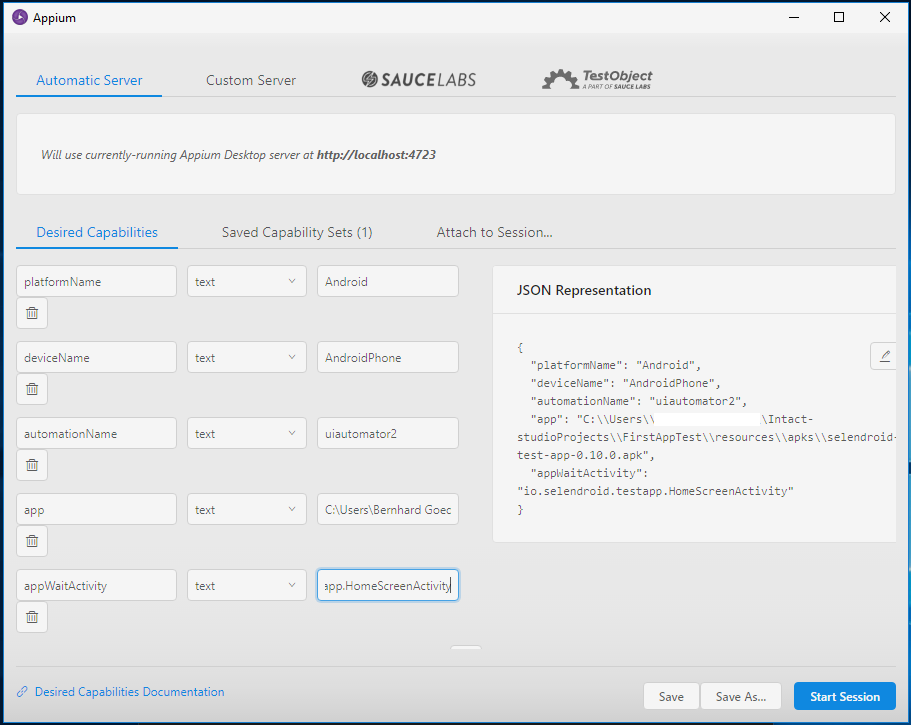 Appium
Automatic Server
Custom Server
SAUCELABS
TestObject
A PART OF SAUCE LABS
Will use currently-running Appium Desktop server at http://localhost:4723
Desired Capabilities
Saved Capability Sets (1)
Attach to Session...
platformName
text
Android
deviceName
text
AndroidPhone
automationName
text
uiautomator2
app
text
C:\Users\Bernhard Goec
appWaitActivity
text
app.HomeScreenActivity
JSON Representation
{
"platformName": "Android",
"deviceName": "AndroidPhone",
"automationName": "uiautomator2",
"app": "C:\\Users\\ \Intact-
studioProjects\\FirstAppTest\\resources\\apks\\selendroid-
test-app-0.10.0.apk",
"appWaitActivity":
"io.selendroid.testapp.HomeScreenActivity"
}
Desired Capabilities Documentation
Save
Save As...
Start Session